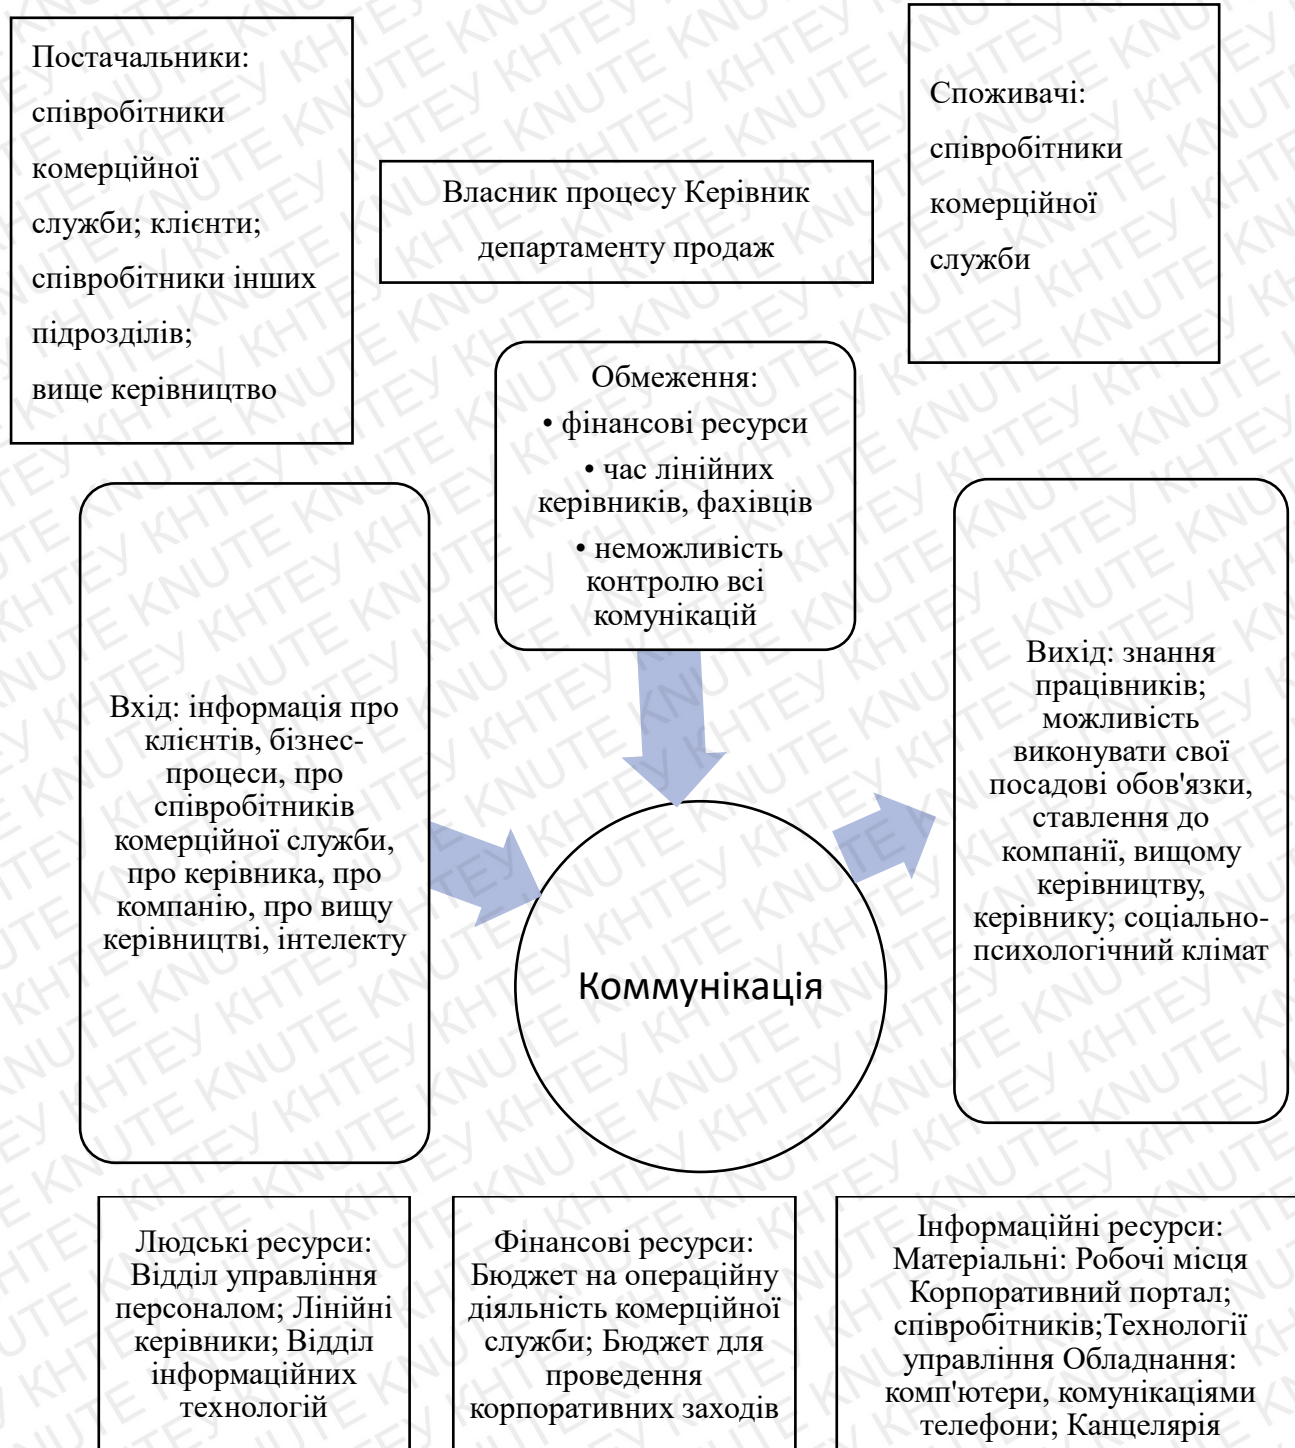 Постачальники:
співробітники
комерційної
служби; клієнти;
співробітники інших
підрозділів;
вище керівництво
Власник процесу Керівник
департаменту продаж
Споживачі:
співробітники
комерційної
служби
Обмеження:
• фінансові ресурси
• час лінійних
керівників, фахівців
• неможливість
контролю всі
комунікацій
Вхід: інформація про
клієнтів, бізнес-
процеси, про
співробітників
комерційної служби,
про керівника, про
компанію, про вищу
керівництві, інтелекту
Коммунікація
Вихід: знання
працівників;
можливість
виконувати свої
посадові обов'язки,
ставлення до
компанії, вищому
керівництву,
керівнику; соціально-
психологічний клімат
Людські ресурси:
Відділ управління
персоналом; Лінійні
керівники; Відділ
інформаційних
технологій
Фінансові ресурси:
Бюджет на операційну
діяльність комерційної
служби; Бюджет для
проведення
корпоративних заходів
Інформаційні ресурси:
Матеріальні: Робочі місця
Корпоративний портал;
співробітників;Технології
управління Обладнання:
комп'ютери, комунікаціями
телефони; Канцелярія